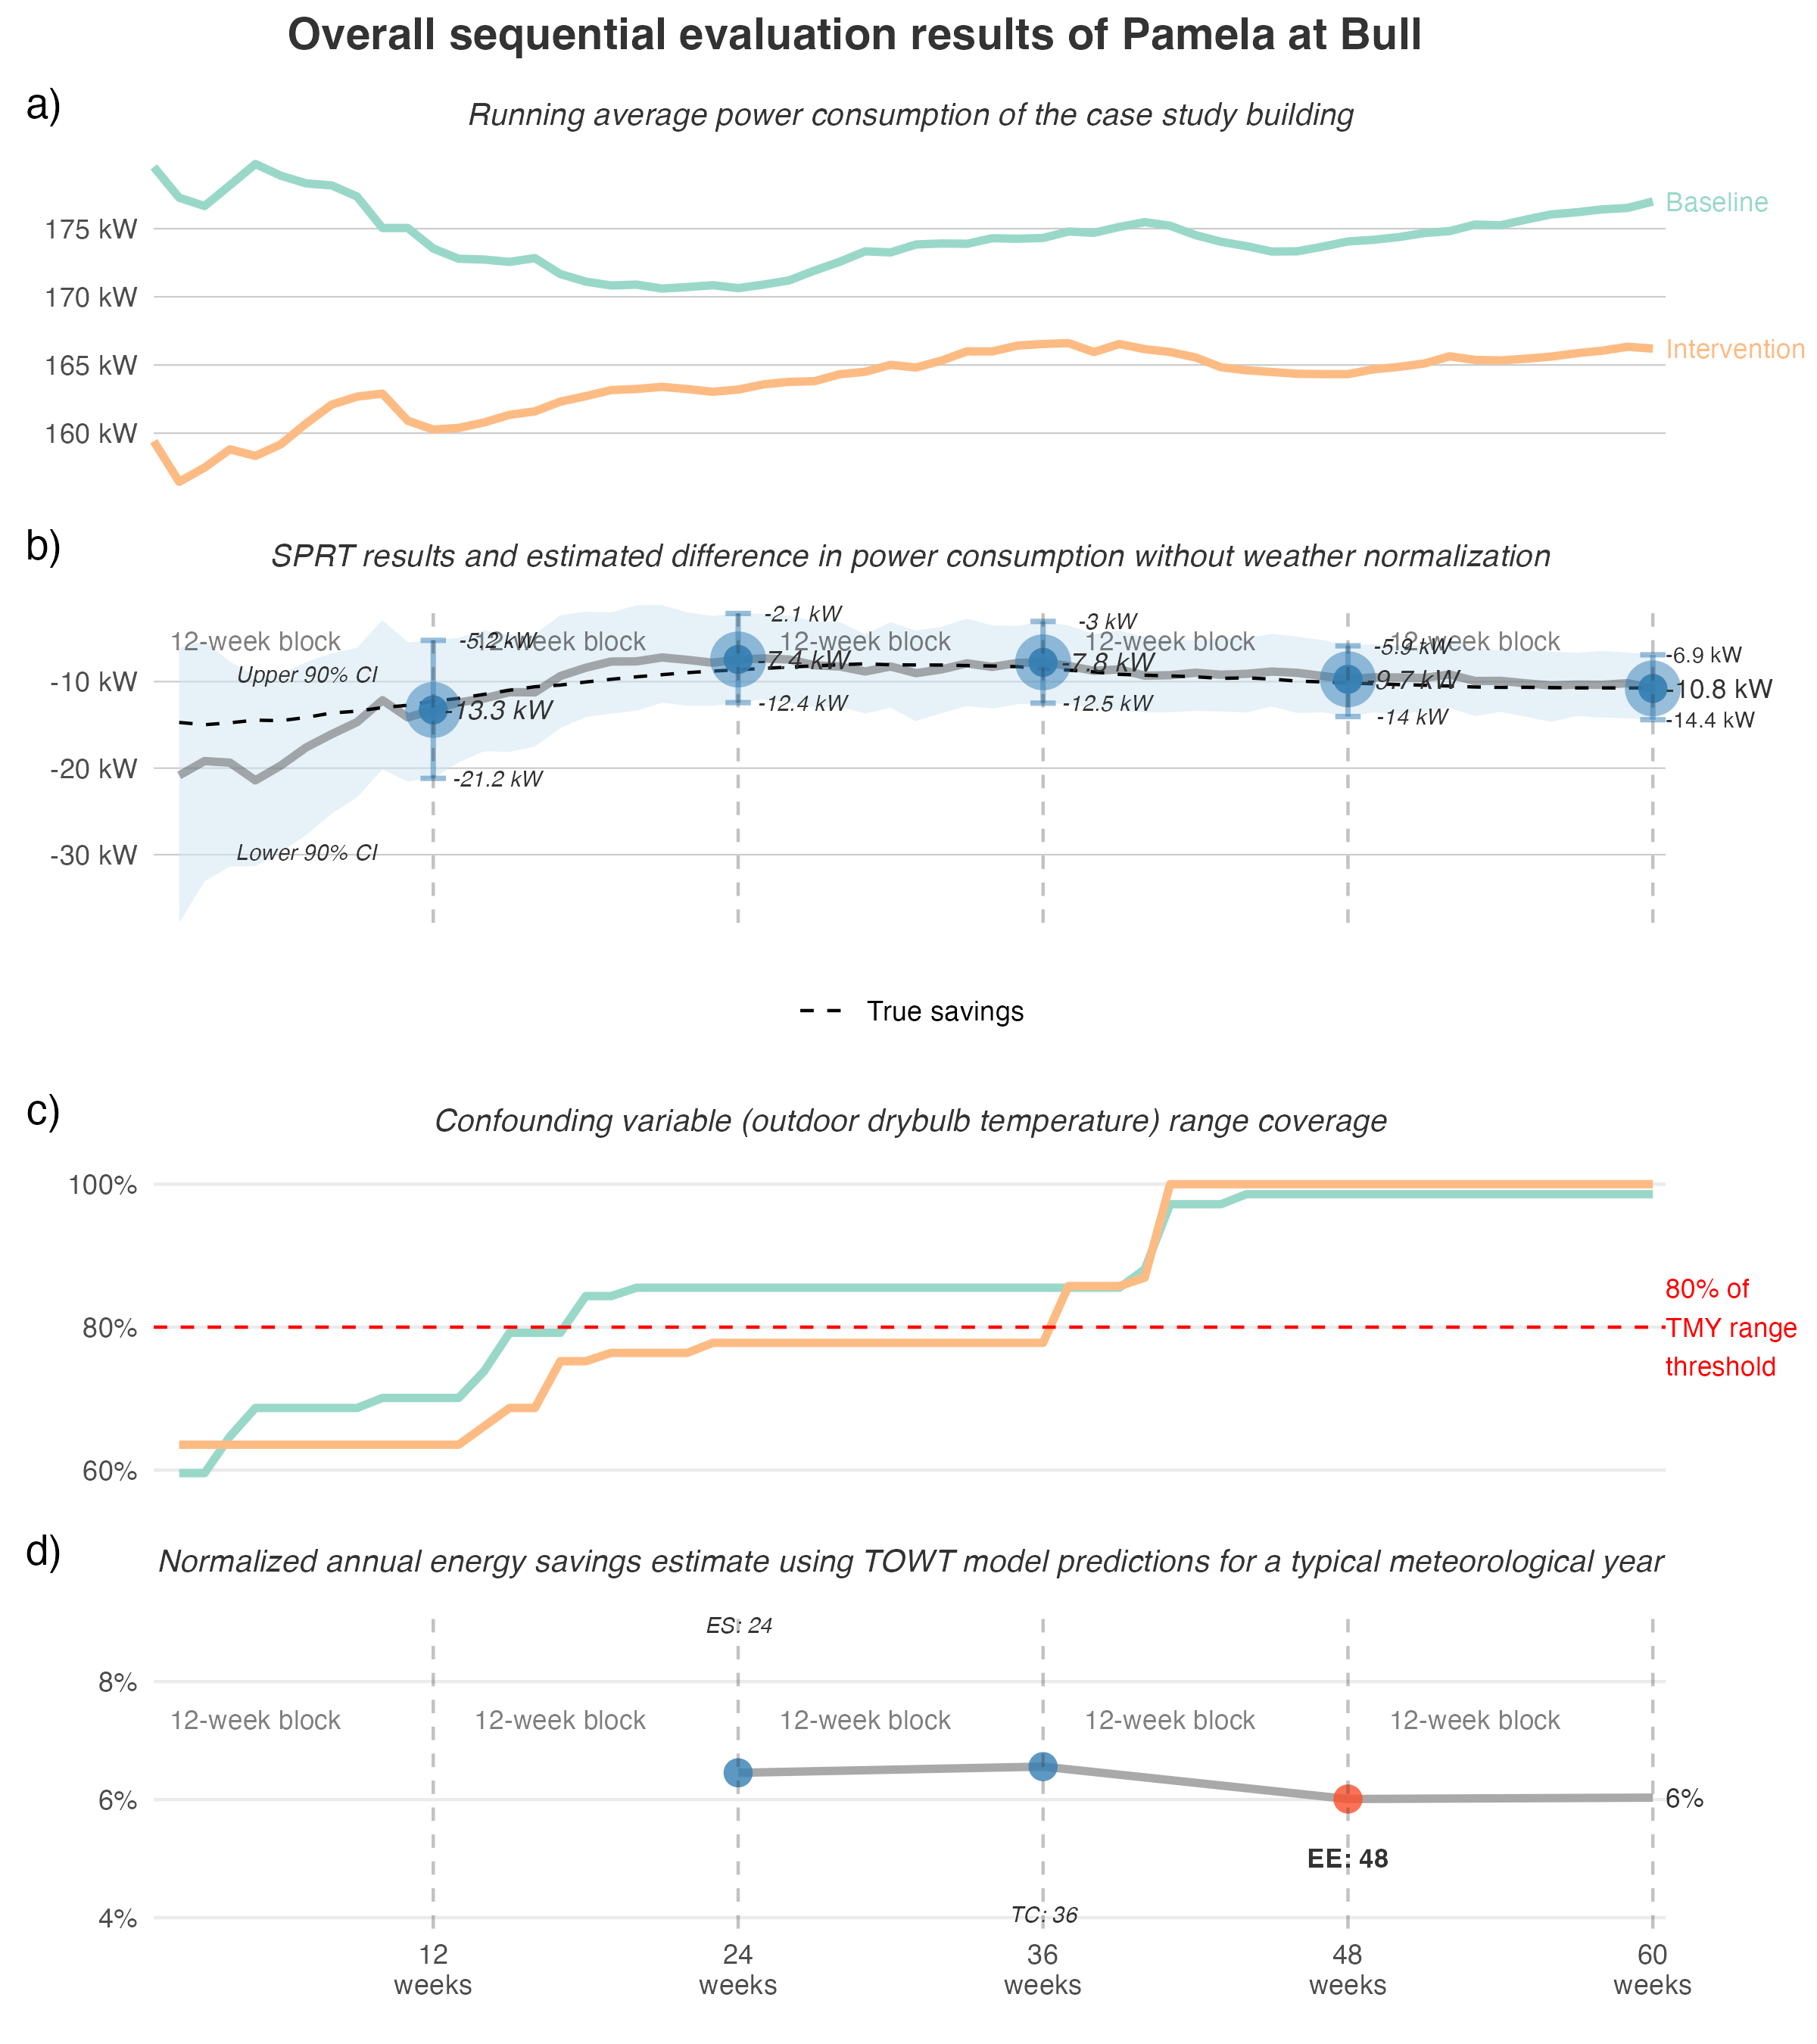 Overall sequential evaluation results of Pamela at Bull
a)
Running average power consumption of the case study building
175 kW
170 kW
165 kW
160 kW
Baseline
Intervention
b)
SPRT results and estimated difference in power consumption without weather normalization
12-week block
12-week block
12-week block
12-week block
12-week block
-10 kW
-20 kW
-30 kW
Upper 90% CI
Lower 90% CI
-5.2 kW
-13.3 kW
-21.2 kW
-2.1 kW
-7.4 kW
-12.4 kW
-3 kW
-7.8 kW
-12.5 kW
-5.9 kW
-9.7 kW
-14 kW
-6.9 kW
-10.8 kW
-14.4 kW
True savings
c)
Confounding variable (outdoor drybulb temperature) range coverage
100%
80%
60%
80% of
TMY range
threshold
d)
Normalized annual energy savings estimate using TOWT model predictions for a typical meteorological year
ES: 24
8%
6%
4%
12-week block
12-week block
12-week block
12-week block
12-week block
6%
EE: 48
TC: 36
12
weeks
24
weeks
36
weeks
48
weeks
60
weeks